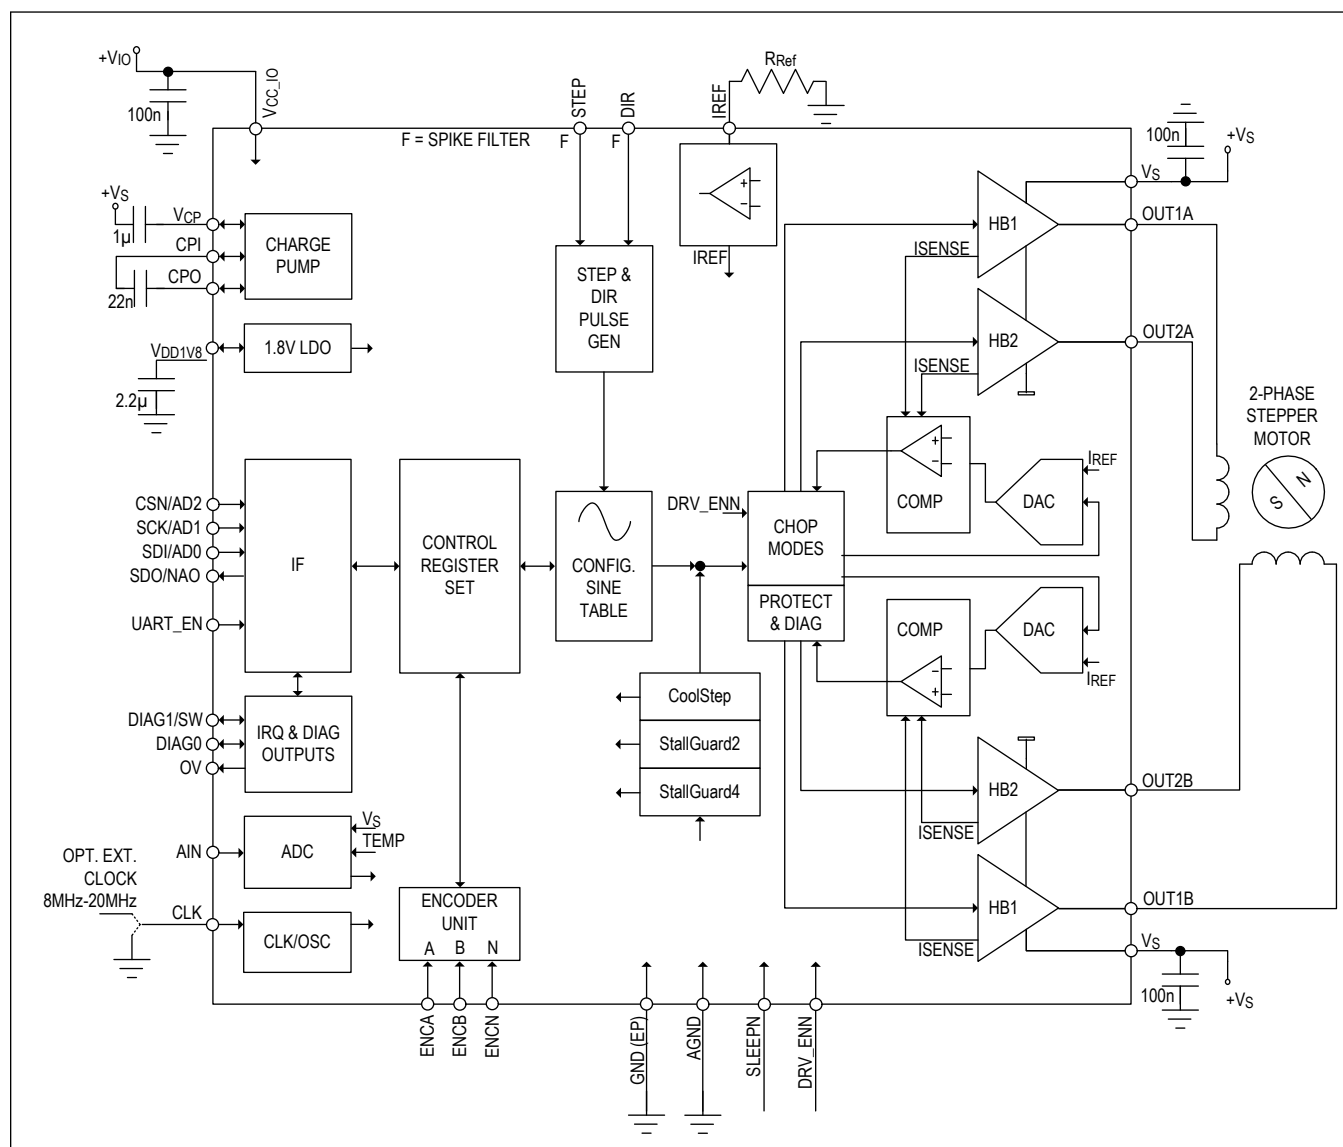 +VIO
100n
VCC_IO
F = SPIKE FILTER
STEP
F
DIR
F
IREF
RRef
+
−
IREF
100n
+VS
VS
+VS
1µ
VCP
CPI
CPO
22n
CHARGE
PUMP
VDD1V8
2.2µ
1.8V LDO
STEP &
DIR
PULSE
GEN
HB1
ISENSE
OUT1A
HB2
ISENSE
OUT2A
2-PHASE
STEPPER
MOTOR
S
N
+
−
COMP
DAC
IREF
CSN/AD2
SCK/AD1
SDI/AD0
SDO/NAO
UART_EN
IF
CONTROL
REGISTER
SET
CONFIG.
SINE
TABLE
DRV_ENN
CHOP
MODES
PROTECT
& DIAG
COMP
−
+
DAC
IREF
CoolStep
StallGuard2
StallGuard4
DIAG1/SW
DIAG0
OV
IRQ & DIAG
OUTPUTS
HB2
ISENSE
OUT2B
AIN
ADC
VS
TEMP
OPT. EXT.
CLOCK
8MHz-20MHz
CLK
CLK/OSC
ENCODER
UNIT
A B N
HB1
ISENSE
OUT1B
VS
100n
+VS
ENCA
ENCB
ENCN
GND (EP)
AGND
SLEEPN
DRV_ENN